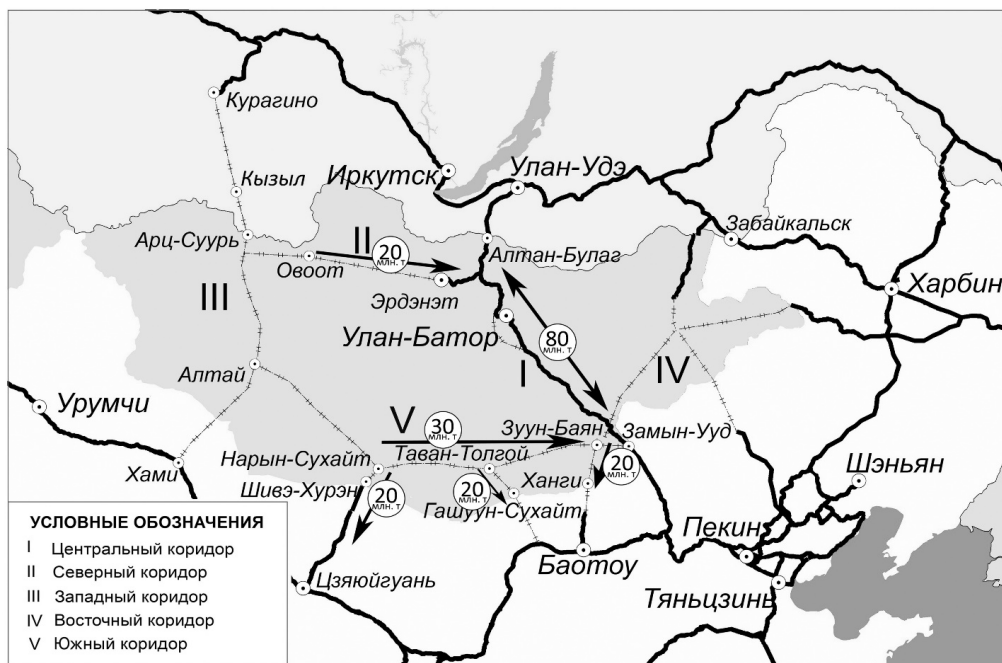 Курагино
Кызыл
Иркутск
Улан-Удэ
Забайкальск
Арц-Суурь
II
20
млн. т
Овоот
Алтан-Булаг
Харбин
Эрдэнэт
III
Улан-Батор
80
млн. т
I
IV
Алтай
Урумчи
V
30
млн. т
Зуун-Баян
Замын-Ууд
Хами
Нарын-Сухайт
Таван-Толгой
20
млн. т
Шэньян
Шивэ-Хурэн
20
млн. т
20
млн. т
Ханги
Гашуун-Сухайт
Пекин
Баотоу
Цзяюйгуань
Тяньцзинь
УСЛОВНЫЕ ОБОЗНАЧЕНИЯ
I Центральный коридор
II Северный коридор
III Западный коридор
IV Восточный коридор
V Южный коридор